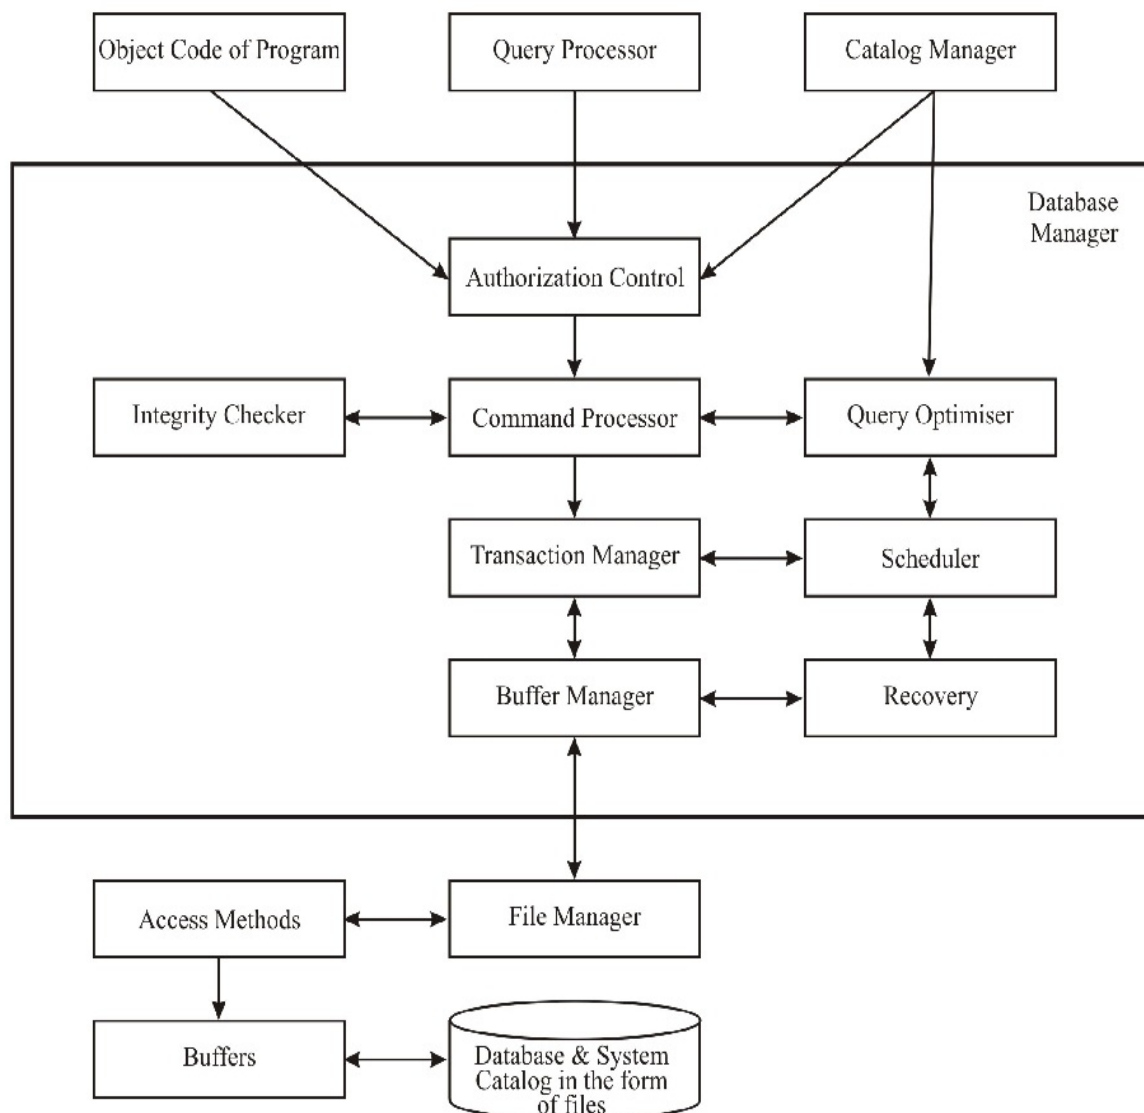 Object Code of Program
Query Processor
Catalog Manager
Database
Manager
Authorization Control
Integrity Checker
Command Processor
Query Optimiser
Transaction Manager
Scheduler
Buffer Manager
Recovery
Access Methods
File Manager
Buffers
Database & System
Catalog in the form
of files